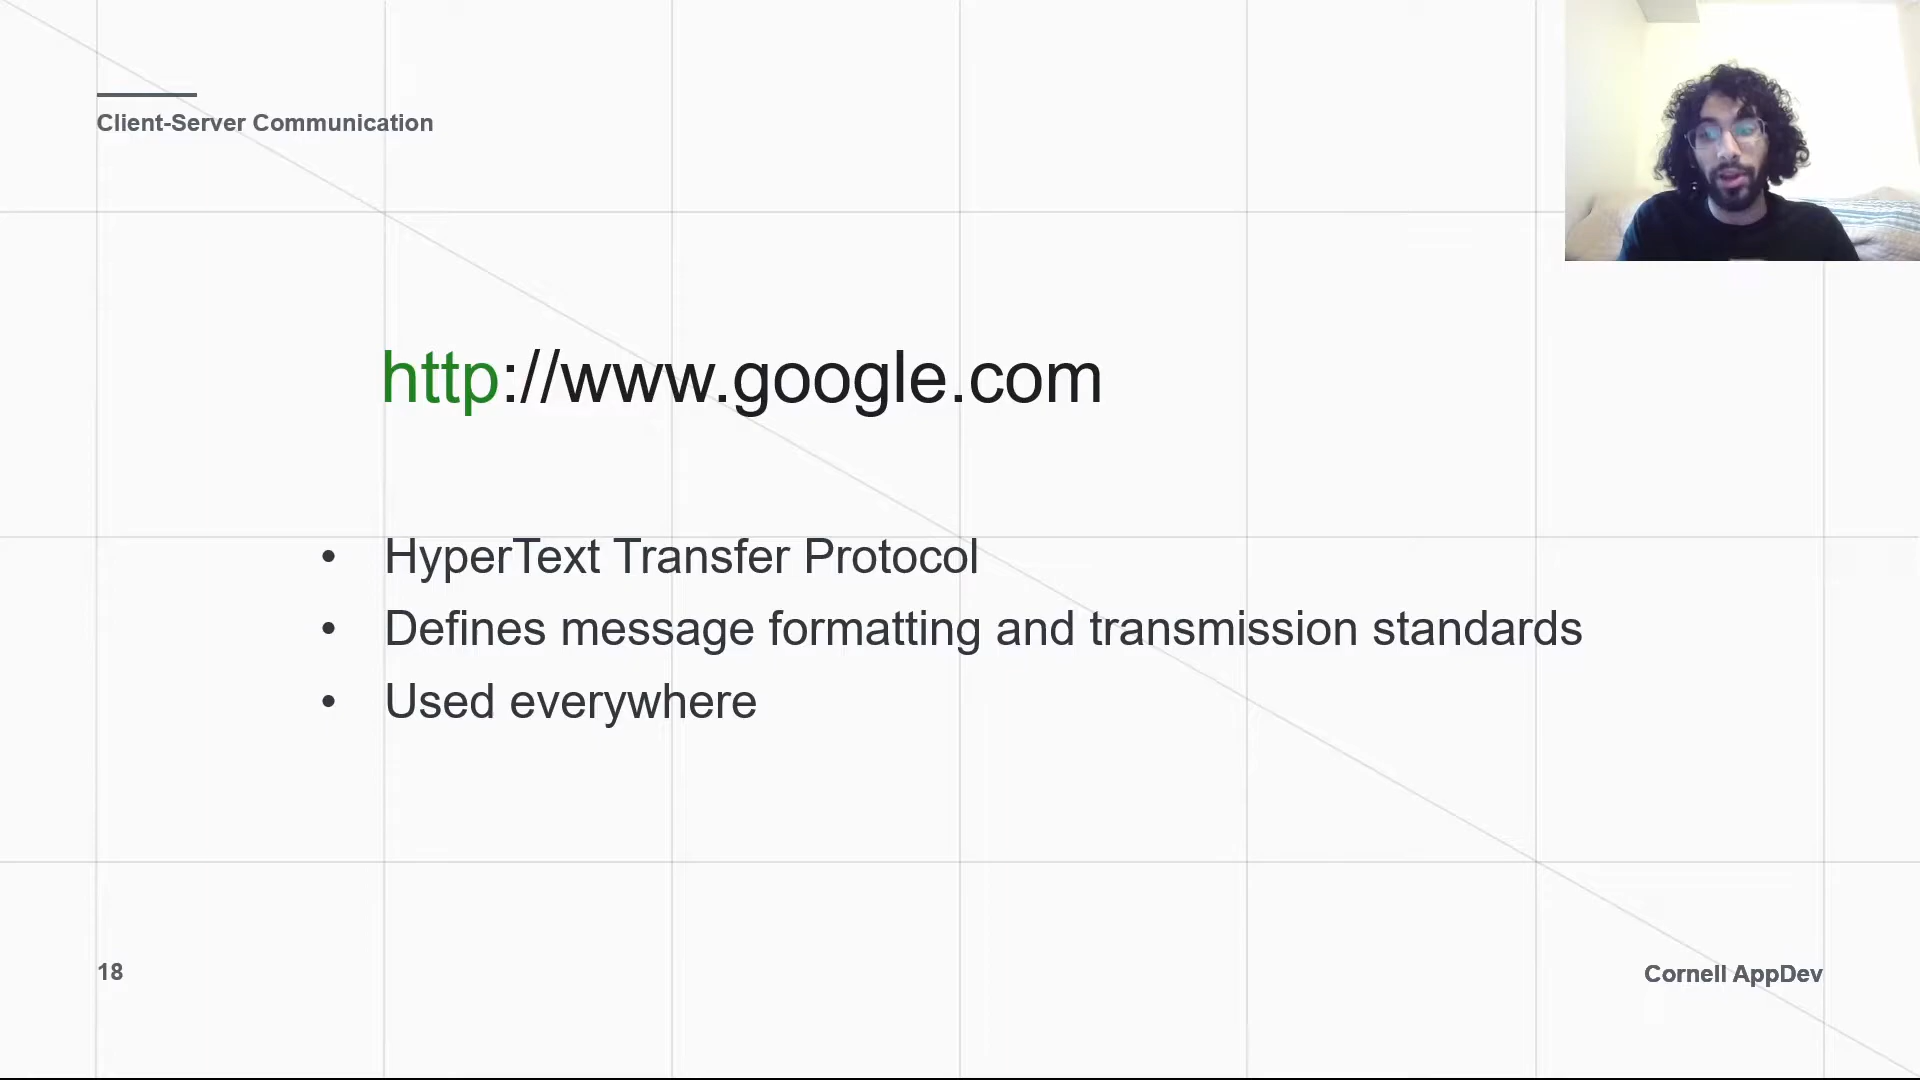 Client-Server Communication
http://www.google.com
• HyperText Transfer Protocol
• Defines message formatting and transmission standards
• Used everywhere
18
Cornell AppDev